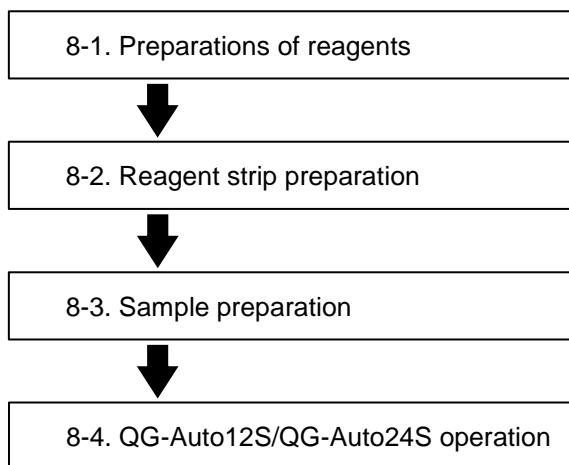 8-1. Preparations of reagents
8-2. Reagent strip preparation
8-3. Sample preparation
8-4. QG-Auto12S/QG-Auto24S operation